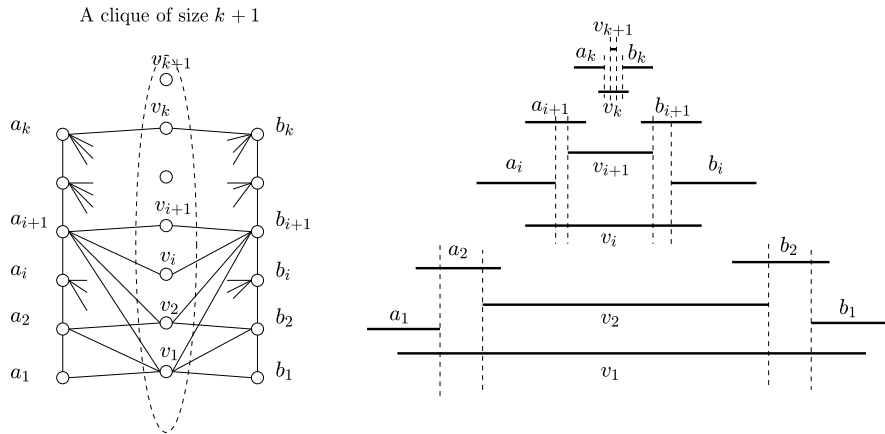 A clique of size k + 1
v_{k+1}
v_k
a_k
b_k
v_{i+1}
a_{i+1}
b_{i+1}
v_i
a_i
b_i
v_2
a_2
b_2
v_1
a_1
b_1
v_{k+1}
a_k
b_k
v_k
a_{i+1}
b_{i+1}
v_{i+1}
a_i
b_i
v_i
a_2
b_2
a_1
v_2
b_1
v_1